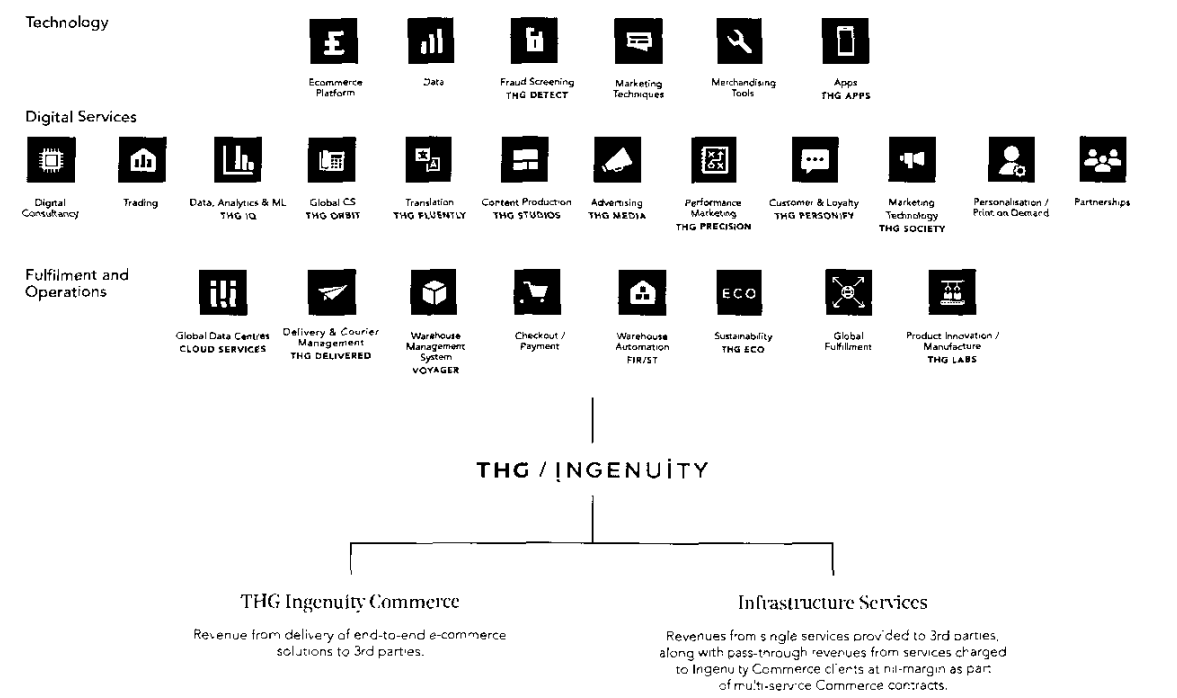 Technology
Ecommerce
Platform
Data
Fraud Screening
THG DETECT
Marketing
Techniques
Merchandising
Tools
Apps
THG APPS
Digital Services
Digital
Consultancy
Trading
Data, Analytics & ML
THG IQ
Global CS
THG ORBIT
Translation
THG FLUENTLY
Content Production
THG STUDIOS
Advertising
THG MEDIA
Performance
Marketing
THG PRECISION
Customer & Loyalty
THG PERSONIFY
Marketing
Technology
THG SOCIETY
Personalisation /
Print on Demand
Partnerships
Fulfilment and
Operations
Global Data Centres
CLOUD SERVICES
Delivery & Courier
Management
THG DELIVERED
Warehouse
Management
System
VOYAGER
Checkout /
Payment
Warehouse
Automation
FIR/ST
ECO
Sustainability
THG ECO
Global
Fulfillment
Product Innovation /
Manufacture
THG LABS
THG / INGENUITY
THG Ingenuity Commerce
Revenue from delivery of end-to-end e-commerce
solutions to 3rd parties.
Infrastructure Services
Revenues from single services provided to 3rd parties,
along with pass-through revenues from services charged
to Ingenuity Commerce clients at nil-margin as part
of multi-service Commerce contracts.